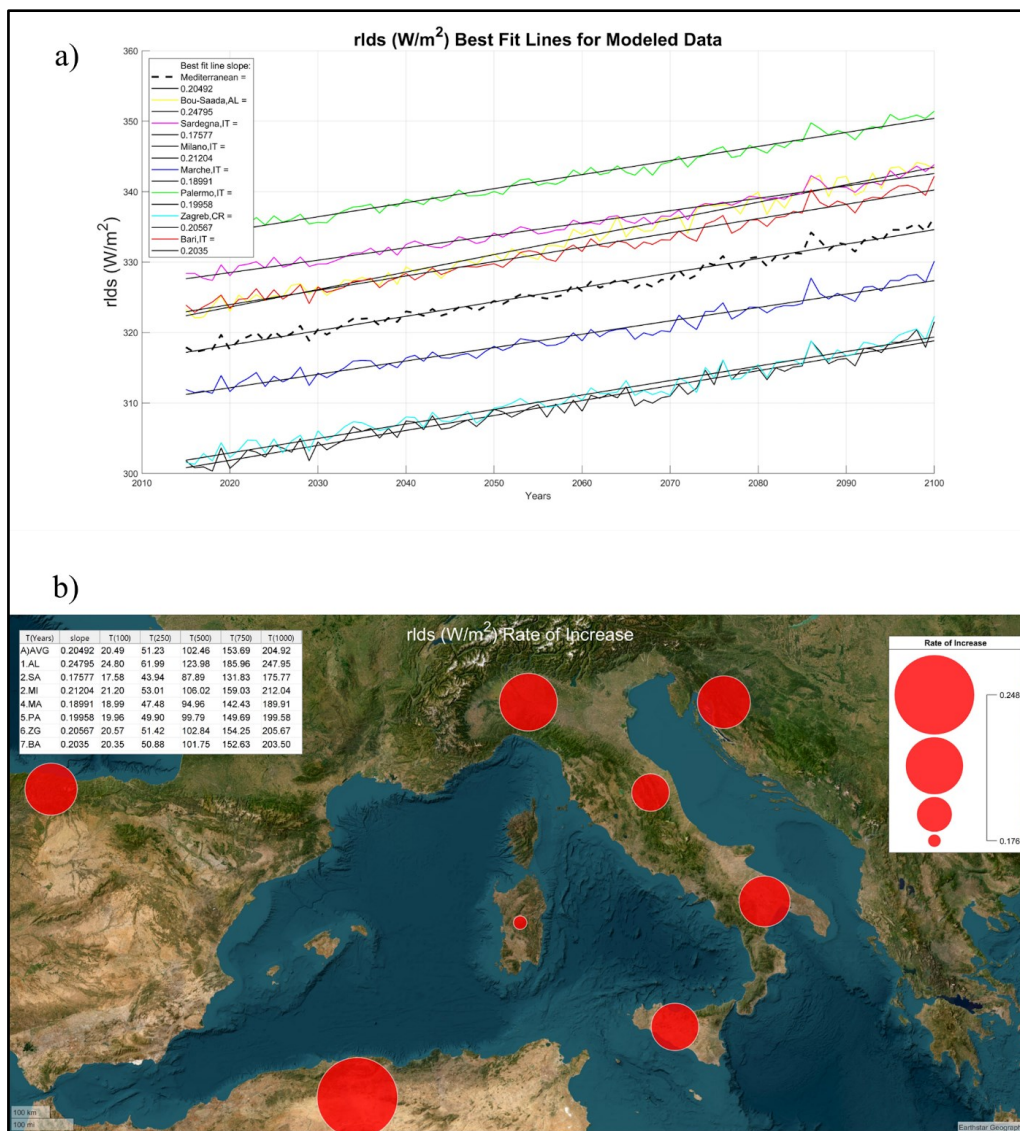 a)
rlds (W/m²) Best Fit Lines for Modeled Data
360
350
340
330
320
310
300
rlds (W/m²)
Best fit line slope:
Mediterranean =
0.20492
Bou-Saada,AL =
0.24795
Sardegna,IT =
0.17577
Milano,IT =
0.21204
Marche,IT =
0.18991
Palermo,IT =
0.19958
Zagreb,CR =
0.20567
Bari,IT =
0.2035
2010 2020 2030 2040 2050 2060 2070 2080 2090 2100
Years
b)
rlds (W/m²) Rate of Increase
T(Years) slope T(100) T(250) T(500) T(750) T(1000)
A)AVG 0.20492 20.49 51.23 102.46 153.69 204.92
1.AL 0.24795 24.80 61.99 123.98 185.96 247.95
2.SA 0.17577 17.58 43.94 87.89 131.83 175.77
2.MI 0.21204 21.20 53.01 106.02 159.03 212.04
4.MA 0.18991 18.99 47.48 94.96 142.43 189.91
5.PA 0.19958 19.96 49.90 99.79 149.69 199.58
6.ZG 0.20567 20.57 51.42 102.84 154.25 205.67
7.BA 0.2035 20.35 50.88 101.75 152.63 203.50
Rate of Increase
0.248
0.176
100 km
100 mi
Earthstar Geograph